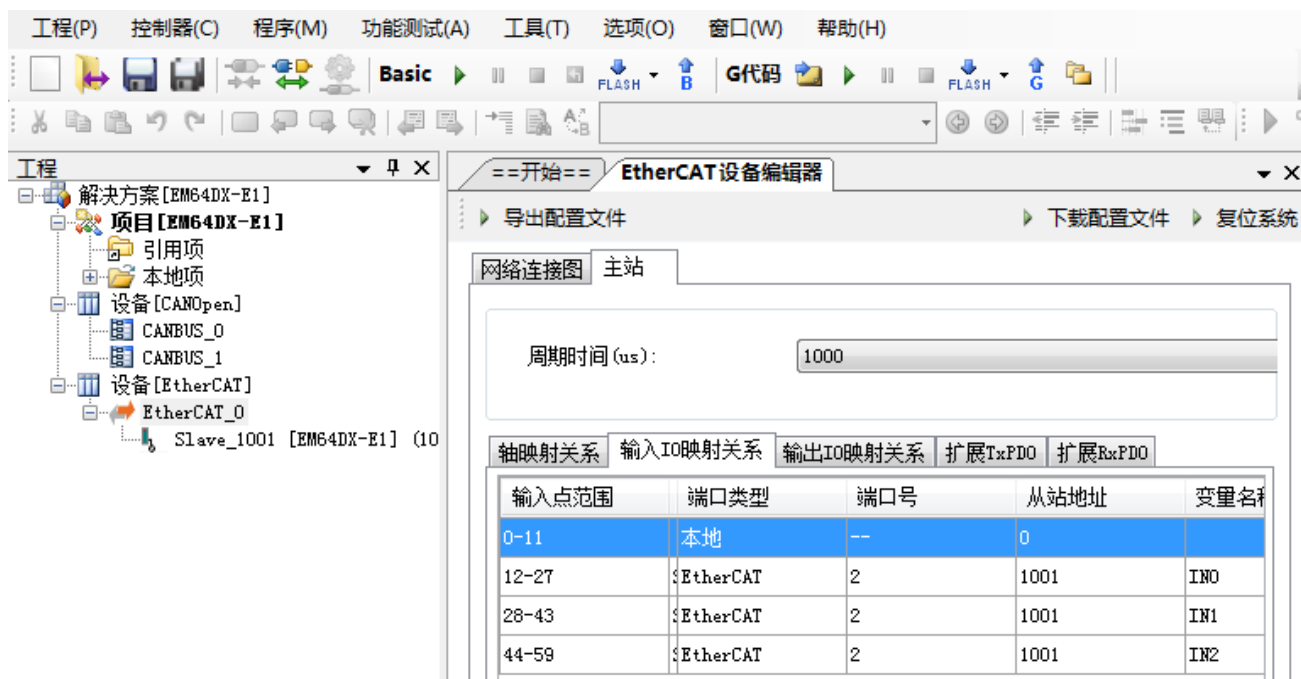 工程(P) 控制器(C) 程序(M) 功能测试(A) 工具(T) 选项(O) 窗口(W) 帮助(H)
Basic FLASH B G代码 FLASH G
工程
==开始== EtherCAT设备编辑器
解决方案[EM64DX-E1]
项目[EM64DX-E1]
引用项
本地项
设备[CANOpen]
CANBUS_0
CANBUS_1
设备[EtherCAT]
EtherCAT_0
Slave_1001 [EM64DX-E1] (10
导出配置文件 下载配置文件 复位系统
网络连接图 主站
周期时间(us): 1000
轴映射关系 输入IO映射关系 输出IO映射关系 扩展TxPDO 扩展RxPDO
输入点范围 端口类型 端口号 从站地址 变量名
0-11 本地 -- 0
12-27 EtherCAT 2 1001 IN0
28-43 EtherCAT 2 1001 IN1
44-59 EtherCAT 2 1001 IN2